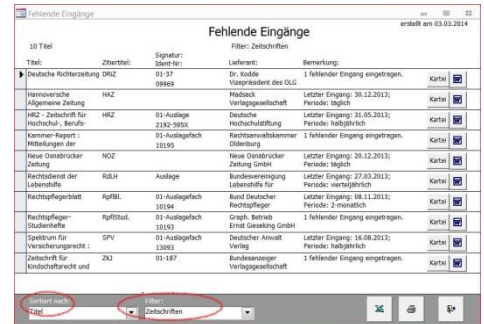 Fehlende Eingänge
Fehlende Eingänge
erstellt am 03.03.2014
10 Titel
Filter: Zeitschriften
Titel: Zitiertitel: Signatur: Ident-Nr: Lieferant: Bemerkung:
Deutsche Richterzeitung DRiZ 01-37 Dr. Kodde 1 fehlender Eingang eingetragen. Kartei
09969 Vizepräsident des OLG
Hannoversche HAZ Madsack Letzter Eingang: 30.12.2013; Kartei
Allgemeine Zeitung Verlagsgesellschaft Periode: täglich
HRZ - Zeitschrift für HRZ 01-Auslage Deutsche Letzter Eingang: 31.05.2013; Kartei
Hochschul-, Berufs- 2192-595X Hochschulstiftung Periode: halbjährlich
Kammer-Report : 01-Auslagefach Rechtsanwaltskammer 1 fehlender Eingang eingetragen. Kartei
Mitteilungen der 10195 Oldenburg
Neue Osnabrücker NOZ Neue Osnabrücker Letzter Eingang: 28.12.2013; Kartei
Zeitung Zeitung GmbH Periode: täglich
Rechtsdienst der RdLH Auslage Bundesvereinigung Letzter Eingang: 27.03.2013; Kartei
Lebenshilfe Lebenshilfe für Periode: vierteljährlich
Rechtspflegerblatt RpflBl. 01-Auslagefach Bund Deutscher Letzter Eingang: 08.11.2013; Kartei
10194 Rechtspfleger Periode: 2-monatlich
Rechtspfleger- RpflStud. 01-Auslagefach Graph. Betrieb 1 fehlender Eingang eingetragen. Kartei
Studienhefte 10193 Ernst Gieseking GmbH
Spektrum für SPV 01-Auslagefach Deutscher Anwalt Letzter Eingang: 16.08.2013; Kartei
Versicherungsrecht : 13093 Verlag Periode: halbjährlich
Zeitschrift für ZKJ 01-187 Bundesanzeiger 1 fehlender Eingang eingetragen. Kartei
Kindschaftsrecht und Verlagsgesellschaft
Sortiert nach: Filter:
Titel Zeitschriften